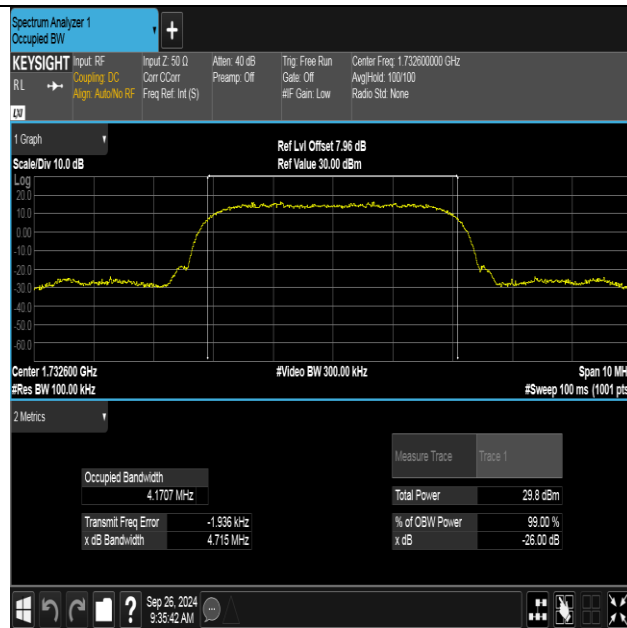 Spectrum Analyzer 1
Occupied BW
+
KEYSIGHT Input: RF Input Z: 50 Ω Atten: 40 dB Trig: Free Run Center Freq: 1.732600000 GHz
RL Coupling: DC Corr CCorr Preamp: Off Gate: Off Avg|Hold: 100/100
Align: Auto/No RF Freq Ref: Int (S) #IF Gain: Low Radio Std: None
LXI
1 Graph Ref Lvl Offset 7.96 dB
Scale/Div 10.0 dB Ref Value 30.00 dBm
Log
20.0
10.0
0.00
-10.0
-20.0
-30.0
-40.0
-50.0
-60.0
Center 1.732600 GHz #Video BW 300.00 kHz Span 10 MH
#Res BW 100.00 kHz #Sweep 100 ms (1001 pts
2 Metrics
Measure Trace Trace 1
Occupied Bandwidth
4.1707 MHz Total Power 29.8 dBm
Transmit Freq Error -1.936 kHz % of OBW Power 99.00 %
x dB Bandwidth 4.715 MHz x dB -26.00 dB
? Sep 26, 2024
9:35:42 AM